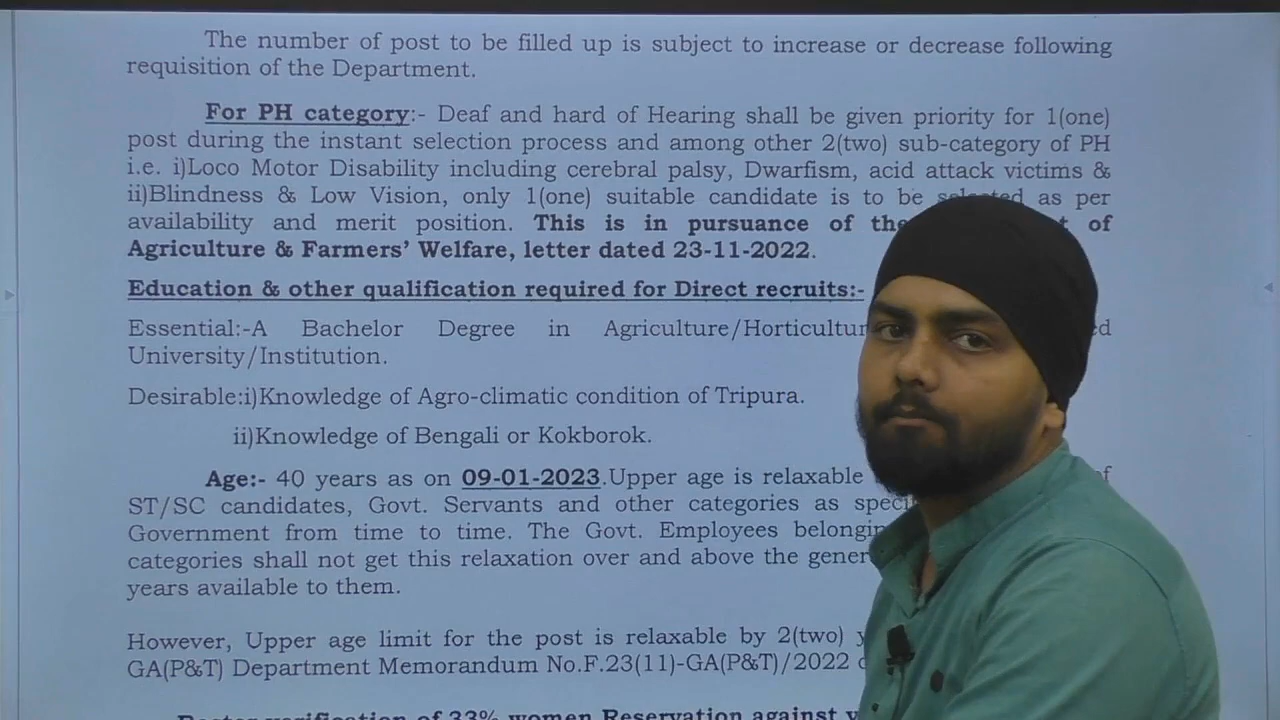 The number of post to be filled up is subject to increase or decrease following
requisition of the Department.
For PH category:- Deaf and hard of Hearing shall be given priority for 1(one)
post during the instant selection process and among other 2(two) sub-category of PH
i.e. i)Loco Motor Disability including cerebral palsy, Dwarfism, acid attack victims &
ii)Blindness & Low Vision, only 1(one) suitable candidate is to be selected as per
availability and merit position. This is in pursuance of the of
Agriculture & Farmers' Welfare, letter dated 23-11-2022.
Education & other qualification required for Direct recruits:-
Essential:-A Bachelor Degree in
University/Institution.
Desirable:i)Knowledge of Agro-climatic condition of Tripura.
ii)Knowledge of Bengali or Kokborok.
Age:- 40 years as on 09-01-2023.Upper age is relaxable
ST/SC candidates, Govt. Servants and other categories as
Government from time to time. The Govt. Employees
categories shall not get this relaxation over and above the
years available to them.
However, Upper age limit for the post is relaxable by 2(two)
GA(P&T) Department Memorandum No.F.23(11)-GA(P&T)/2022
of 33% women Reservation against